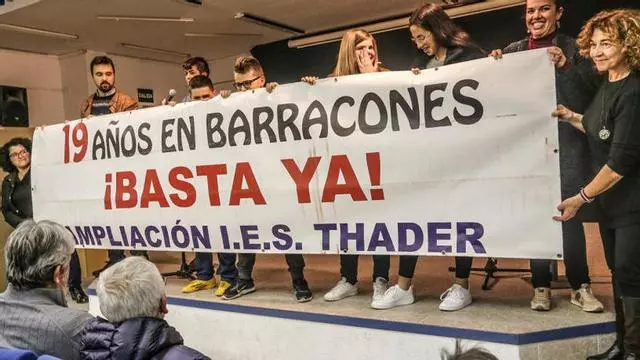 19 AÑOS EN BARRACONES
¡BASTA YA!
AMPLIACIÓN I.E.S. THADER